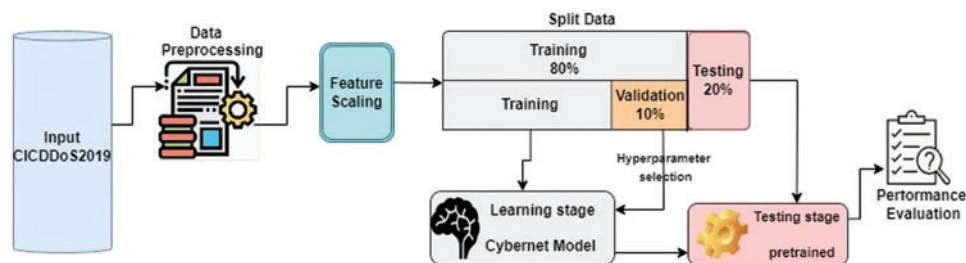 Split Data
Data
Preprocessing
Training
80%
Testing
20%
Feature
Scaling
Training
Validation
10%
Input
CICDDoS2019
Hyperparameter
selection
Learning stage
Cybernet Model
Testing stage
pretrained
Performance
Evaluation